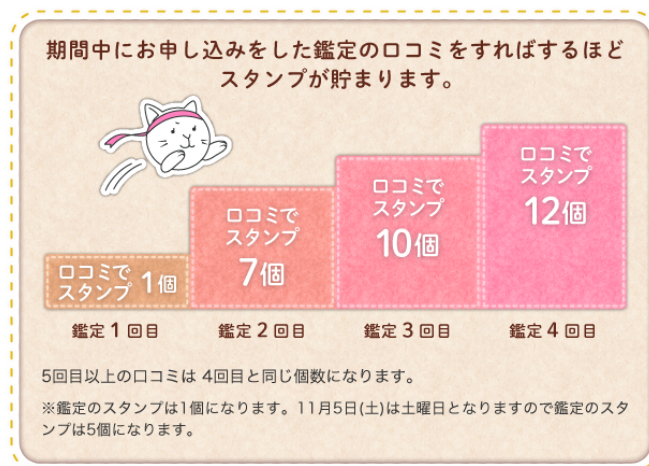 期間中にお申し込みをした鑑定の口コミをすればするほど
スタンプが貯まります。
口コミで
スタンプ 1個
口コミで
スタンプ
7個
口コミで
スタンプ
10個
口コミで
スタンプ
12個
鑑定1回目 鑑定2回目 鑑定3回目 鑑定4回目
5回目以上の口コミは 4回目と同じ個数になります。
※鑑定のスタンプは1個になります。11月5日(土)は土曜日となりますので鑑定のスタ
ンプは5個になります。